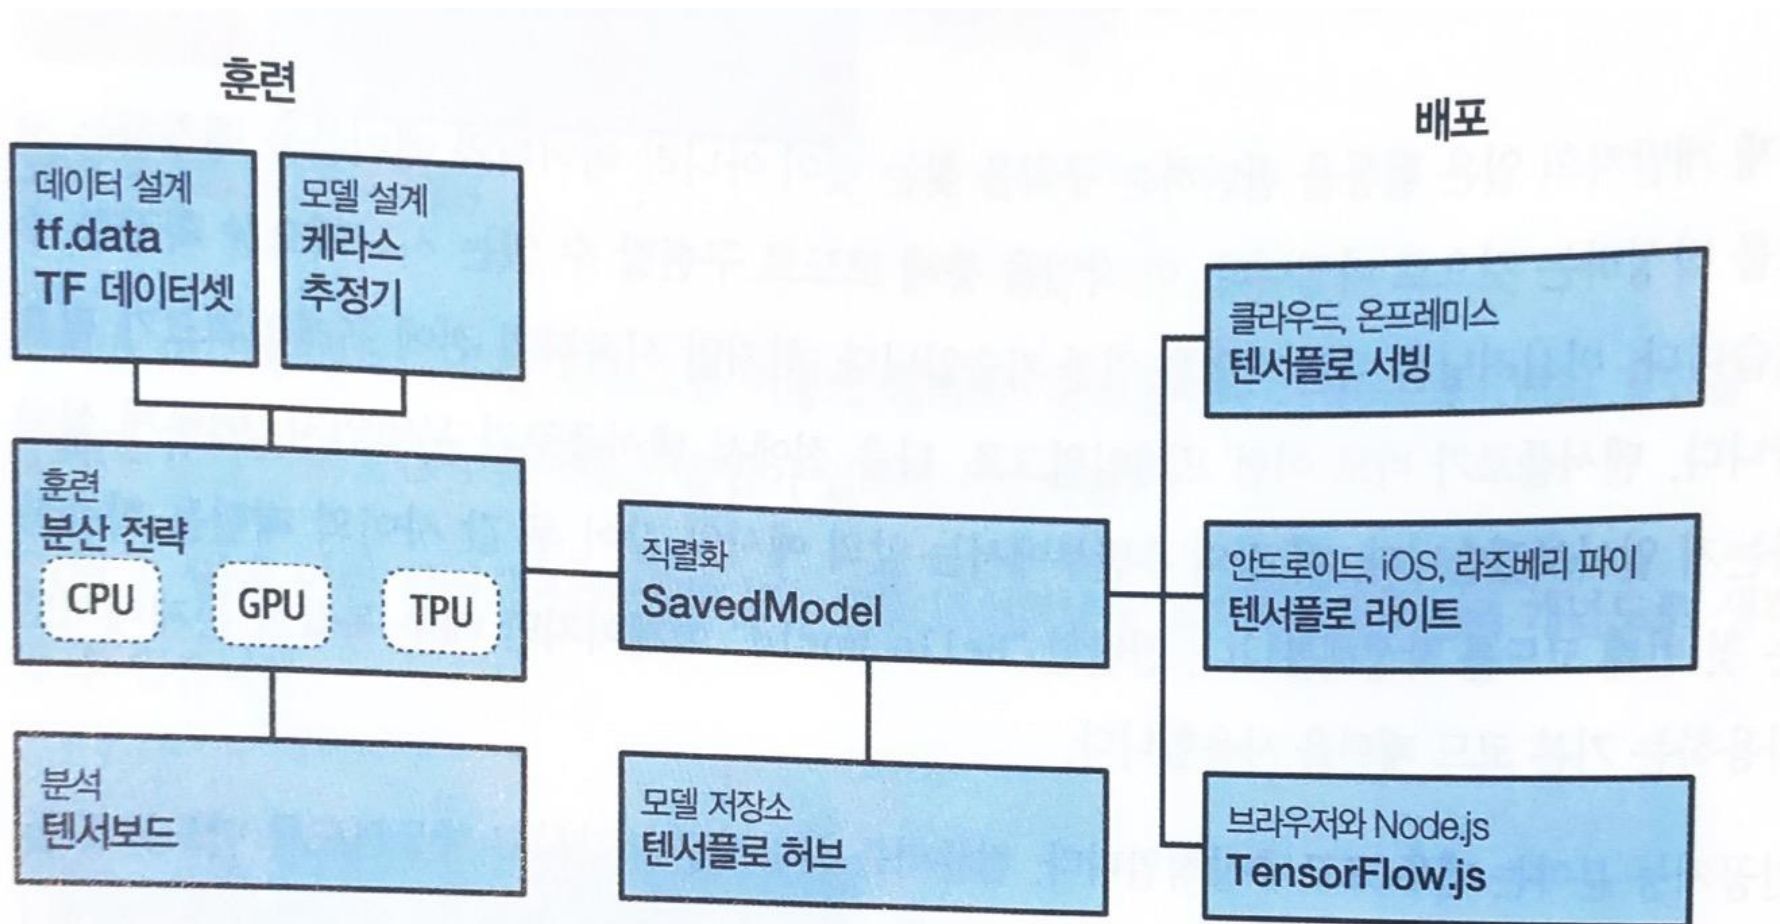 훈련
데이터 설계
tf.data
TF 데이터셋
모델 설계
케라스
추정기
훈련
분산 전략
CPU
GPU
TPU
분석
텐서보드
직렬화
SavedModel
모델 저장소
텐서플로 허브
배포
클라우드, 온프레미스
텐서플로 서빙
안드로이드, iOS, 라즈베리 파이
텐서플로 라이트
브라우저와 Node.js
TensorFlow.js